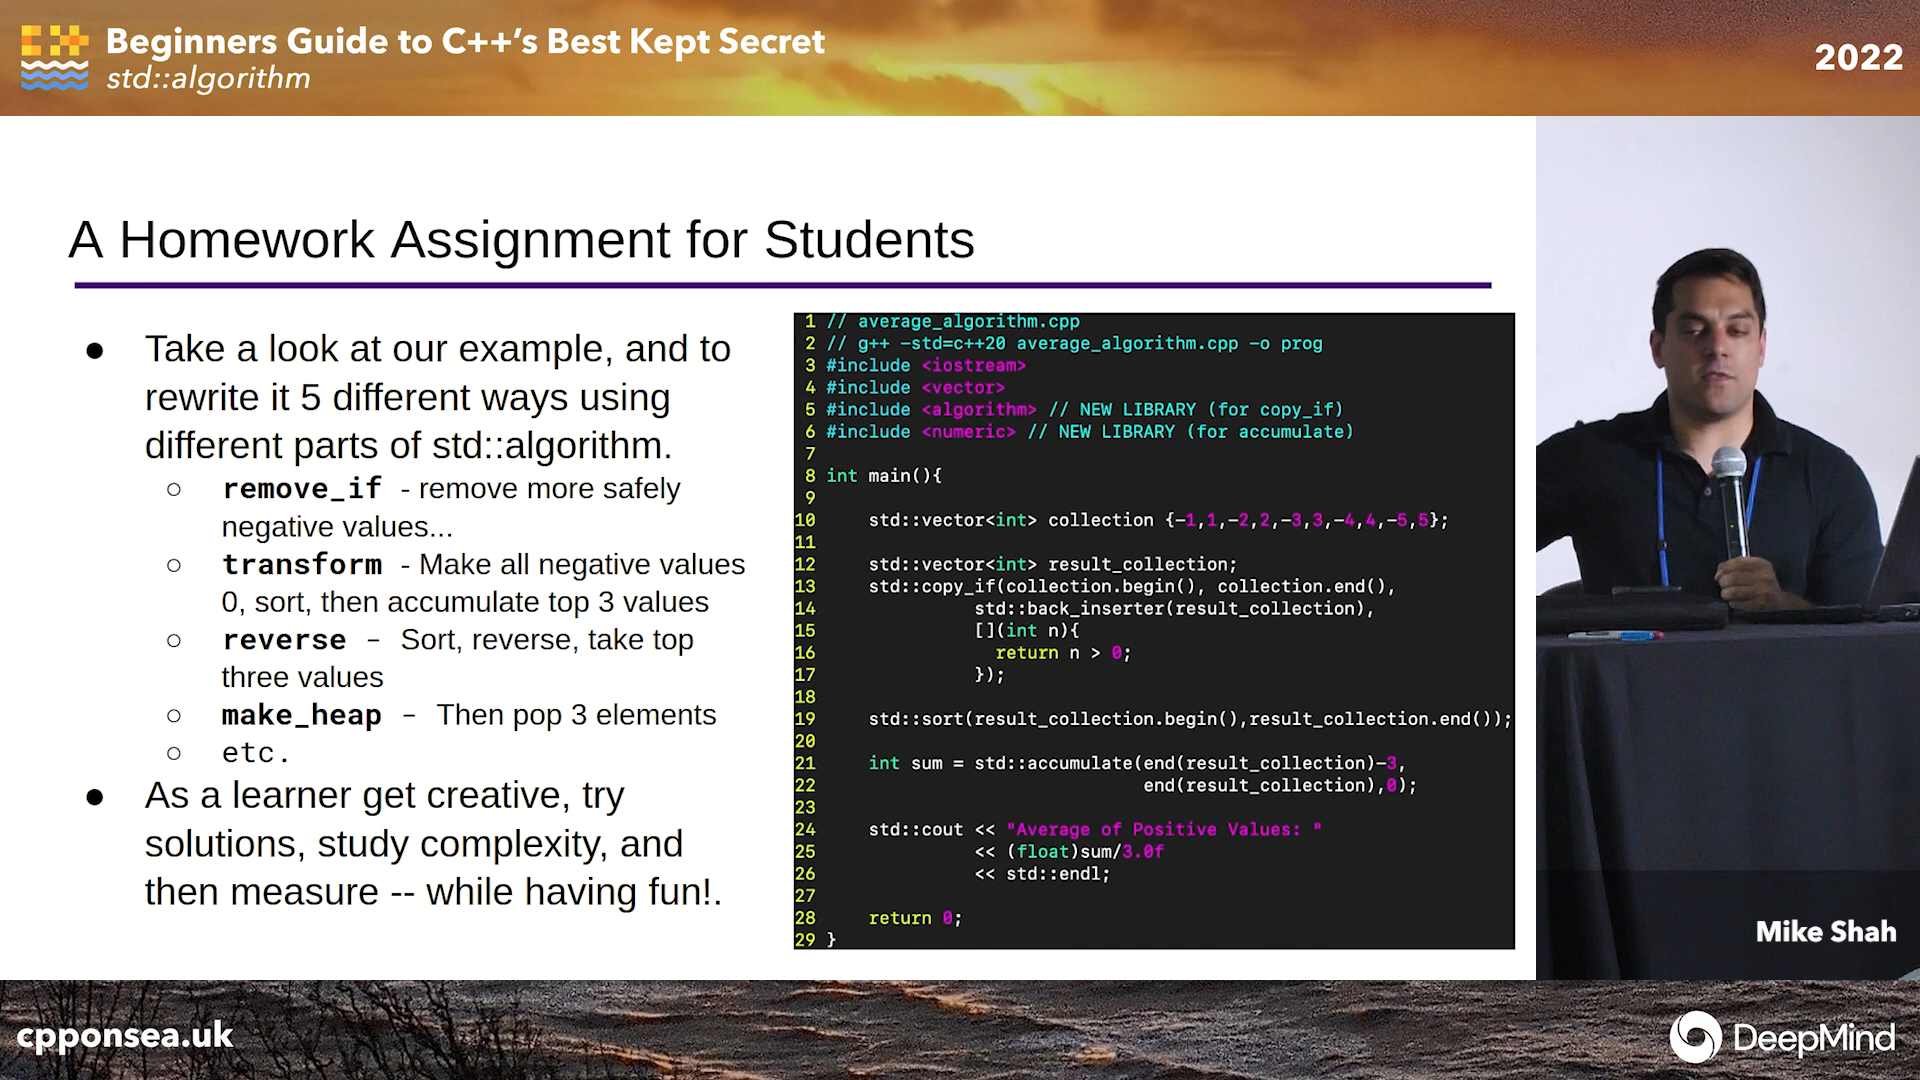 Beginners Guide to C++’s Best Kept Secret
std::algorithm
2022
A Homework Assignment for Students
● Take a look at our example, and to
rewrite it 5 different ways using
different parts of std::algorithm.
○ remove_if - remove more safely
negative values...
○ transform - Make all negative values
0, sort, then accumulate top 3 values
○ reverse – Sort, reverse, take top
three values
○ make_heap – Then pop 3 elements
○ etc.
● As a learner get creative, try
solutions, study complexity, and
then measure -- while having fun!.
1 // average_algorithm.cpp
2 // g++ -std=c++20 average_algorithm.cpp -o prog
3 #include <iostream>
4 #include <vector>
5 #include <algorithm> // NEW LIBRARY (for copy_if)
6 #include <numeric> // NEW LIBRARY (for accumulate)
7
8 int main(){
9
10     std::vector<int> collection {-1,1,-2,2,-3,3,-4,4,-5,5};
11
12     std::vector<int> result_collection;
13     std::copy_if(collection.begin(), collection.end(),
14               std::back_inserter(result_collection),
15               [](int n){
16                 return n > 0;
17               });
18
19     std::sort(result_collection.begin(),result_collection.end());
20
21     int sum = std::accumulate(end(result_collection)-3,
22                               end(result_collection),0);
23
24     std::cout << "Average of Positive Values: "
25               << (float)sum/3.0f
26               << std::endl;
27
28     return 0;
29 }
Mike Shah
cpponsea.uk
DeepMind